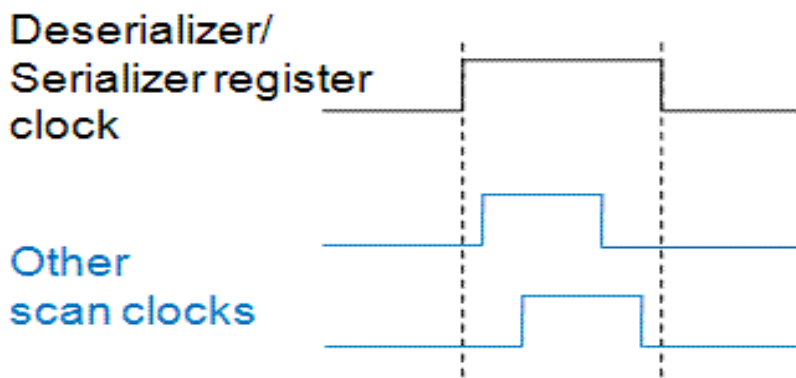 Deserializer/
Serializer register
clock
Other
scan clocks